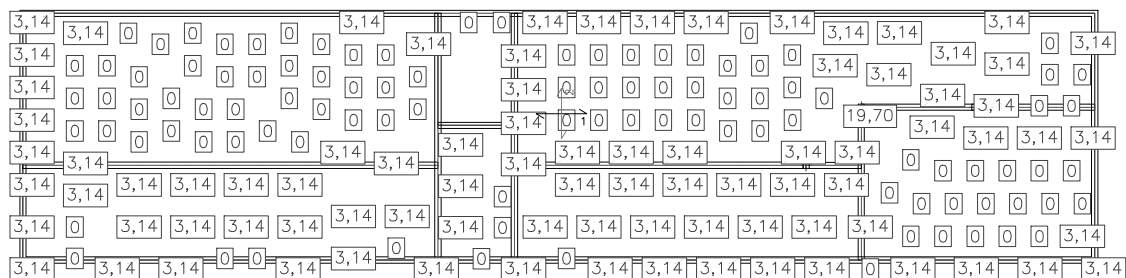 3,14 3,14 0 0 3,14 3,14 3,14 3,14 3,14 0 3,14 3,14
3,14 0 0 0 0 0 0 0 3,14 3,14 3,14 0 3,14
3,14 0 0 0 0 0 0 0 0 0 3,14 0 0 0 0 0 3,14 3,14
3,14 0 0 0 0 0 0 0 0 3,14 0 0 0 0 0 0 3,14 3,14 0 0
3,14 0 0 0 0 0 0 0 0 0 3,14 0 0 0 0 0 0 0 0 3,14
3,14 0 0 0 0 0 0 0 0 0 3,14 1 0 0 0 0 0 0 19,70 3,14 3,14 0 0
3,14 3,14 3,14 3,14 3,14 3,14 3,14 3,14 3,14 3,14 3,14 3,14 3,14
3,14 3,14 3,14 3,14 0 0 0 0 0 0 0
3,14 3,14 3,14 3,14 3,14 3,14 3,14 3,14 3,14 3,14 3,14 3,14 3,14 0
3,14 3,14 0 0 0 0 0 0 0
3,14 0 3,14 3,14 3,14 3,14 3,14 0 3,14 3,14 3,14 3,14 3,14 3,14 3,14 0 0 0 0 0 0 3,14
0 0 0 3,14 0 0 0
3,14 3,14 3,14 3,14 3,14 3,14 3,14 3,14 3,14 3,14 3,14 0 3,14 3,14 3,14 3,14